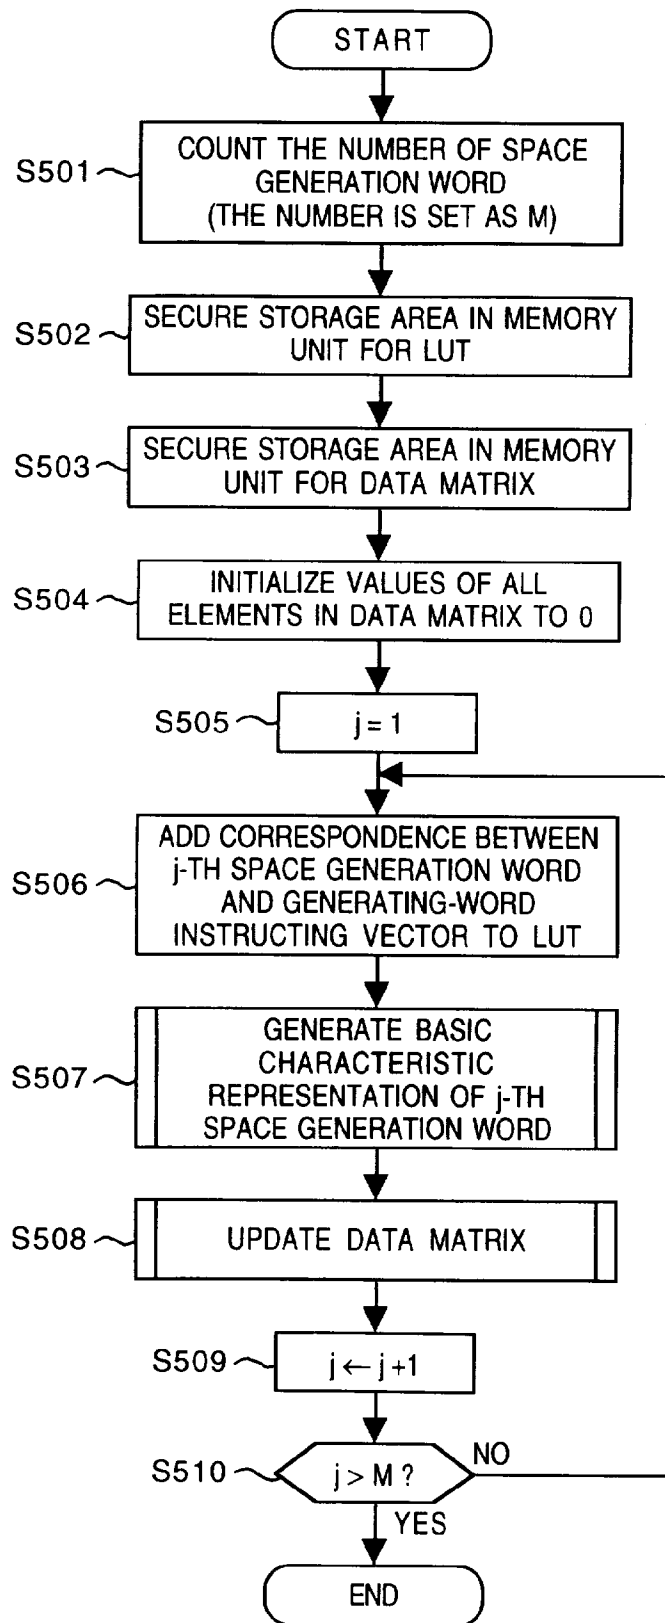 START
S501
COUNT THE NUMBER OF SPACE
GENERATION WORD
(THE NUMBER IS SET AS M)
S502
SECURE STORAGE AREA IN MEMORY
UNIT FOR LUT
S503
SECURE STORAGE AREA IN MEMORY
UNIT FOR DATA MATRIX
S504
INITIALIZE VALUES OF ALL
ELEMENTS IN DATA MATRIX TO 0
S505
j = 1
S506
ADD CORRESPONDENCE BETWEEN
j-TH SPACE GENERATION WORD
AND GENERATING-WORD
INSTRUCTING VECTOR TO LUT
S507
GENERATE BASIC
CHARACTERISTIC
REPRESENTATION OF j-TH
SPACE GENERATION WORD
S508
UPDATE DATA MATRIX
S509
j ← j +1
S510
j > M ?
NO
YES
END